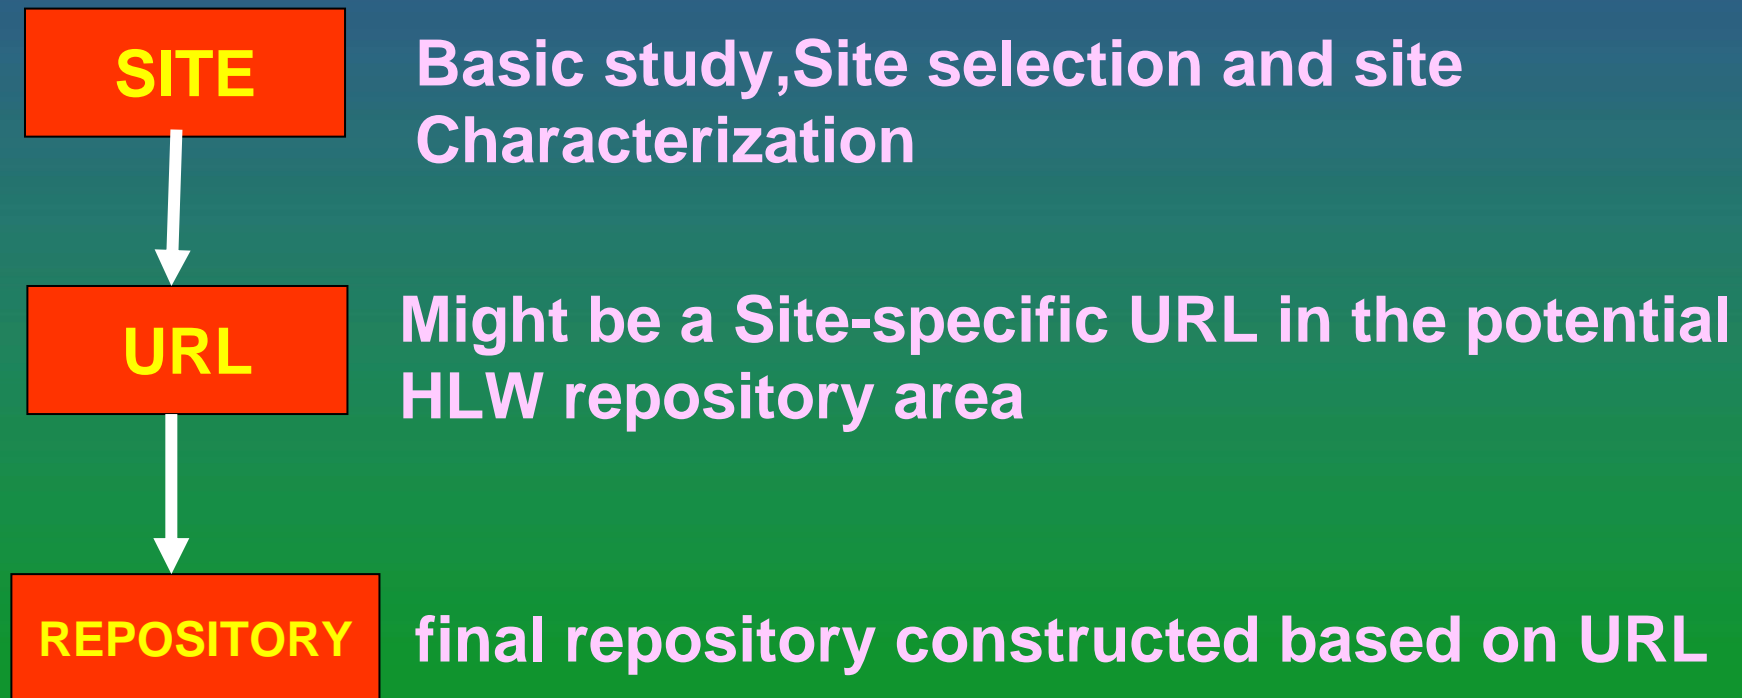 SITE
Basic study,Site selection and site
Characterization
URL
Might be a Site-specific URL in the potential
HLW repository area
REPOSITORY
final repository constructed based on URL